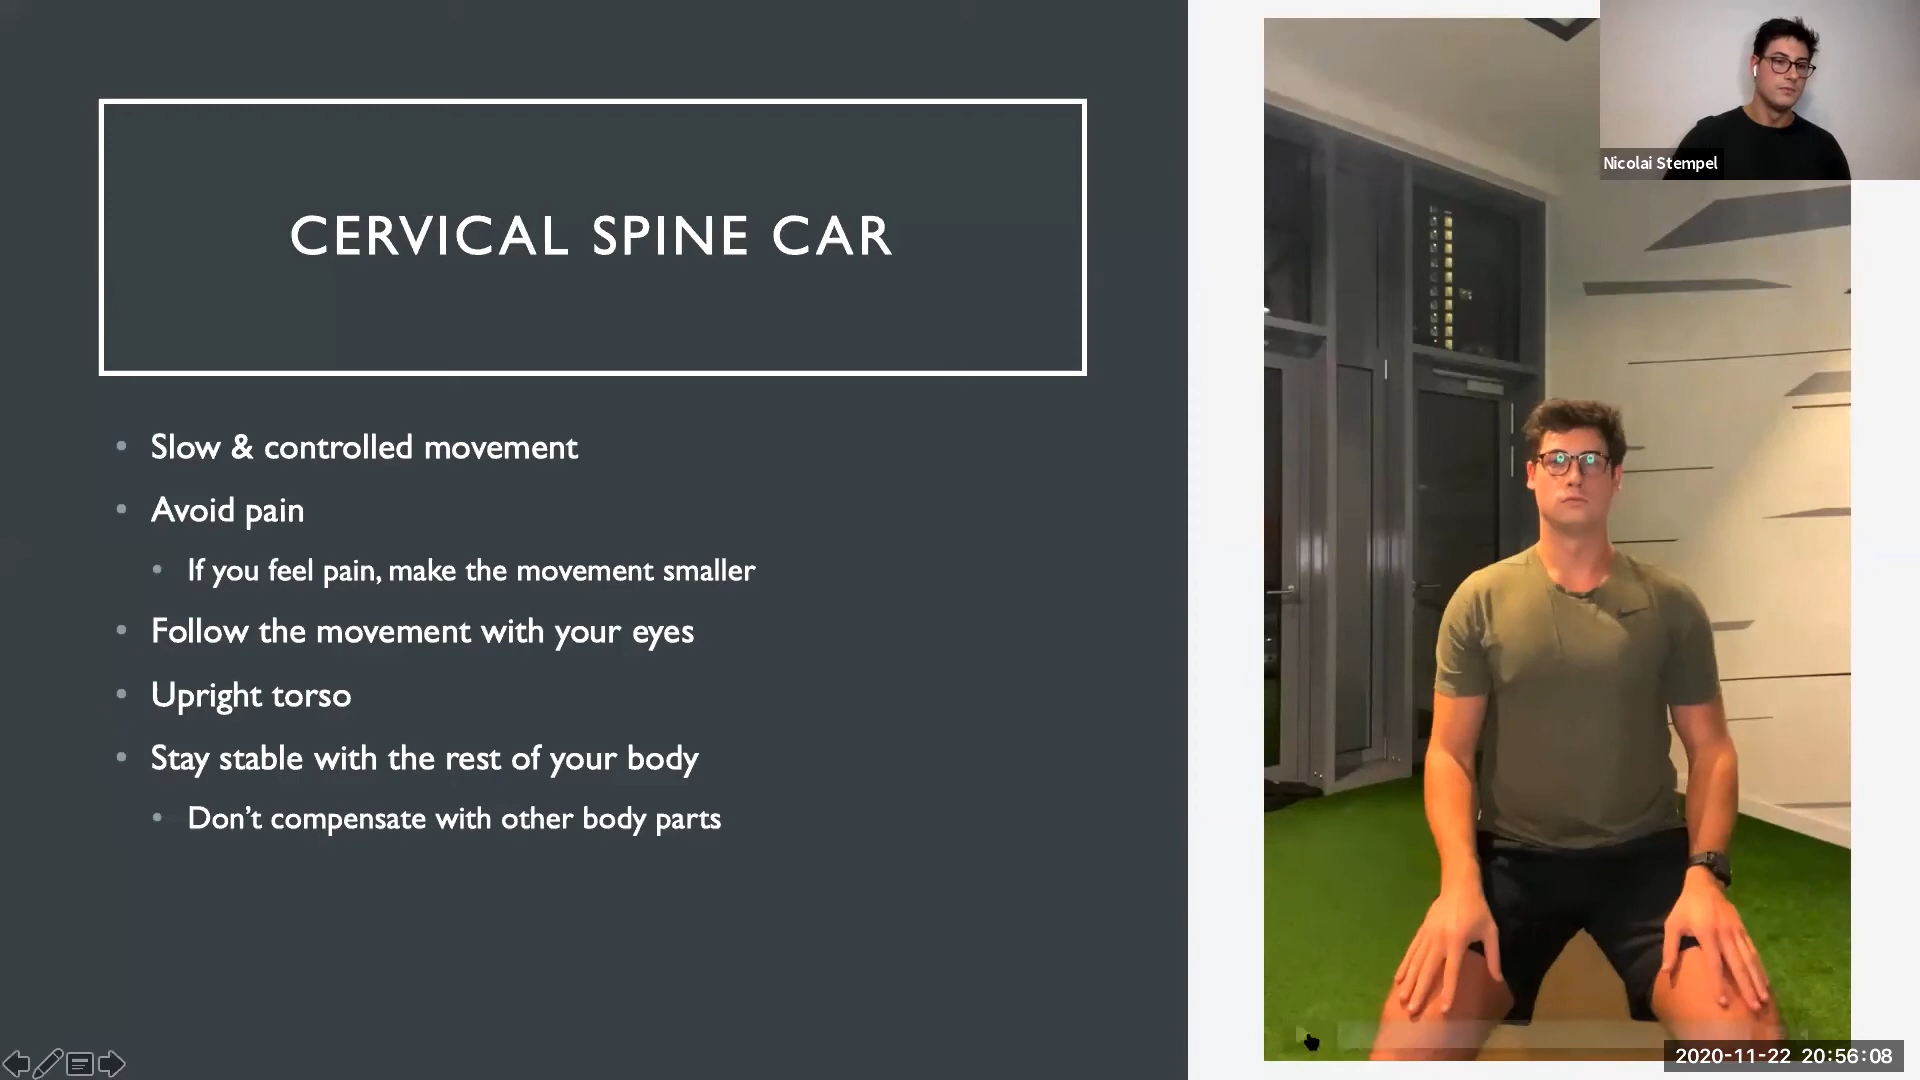 CERVICAL SPINE CAR
Slow & controlled movement
Avoid pain
If you feel pain, make the movement smaller
Follow the movement with your eyes
Upright torso
Stay stable with the rest of your body
Don’t compensate with other body parts
Nicolai Stempel
2020-11-22 20:56:08